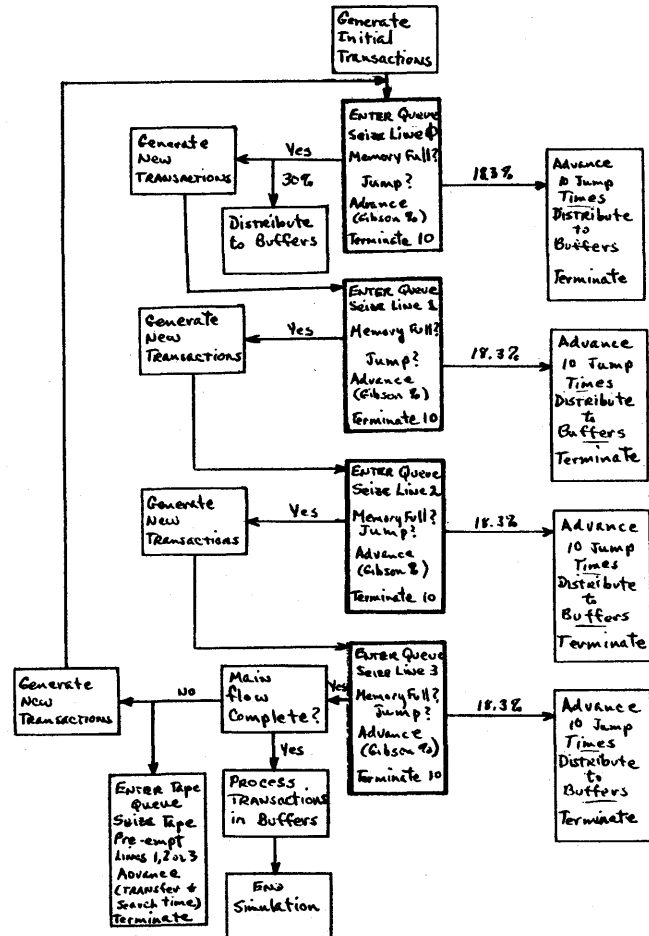 Generate
Initial
Transactions
ENTER Queue
Seize Line 0
Memory Full?
Jump?
Advance
(Gibson %)
Terminate 10
Yes
30%
Generate
New
TRANSACTIONS
Distribute
to Buffers
18.3%
Advance
10 Jump
Times
Distribute
to
Buffers
Terminate
ENTER Queue
Seize Line 1
Memory Full?
Jump?
Advance
(Gibson %)
Terminate 10
Yes
Generate
New
TRANSACTIONS
18.3%
Advance
10 Jump
Times
Distribute
to
Buffers
Terminate
ENTER Queue
Seize Line 2
Memory Full?
Jump?
Advance
(Gibson %)
Terminate 10
Yes
Generate
New
TRANSACTIONS
18.3%
Advance
10 Jump
Times
Distribute
to
Buffers
Terminate
ENTER Queue
Seize Line 3
Memory Full?
Jump?
Advance
(Gibson %)
Terminate 10
18.3%
Advance
10 Jump
Times
Distribute
to
Buffers
Terminate
Yes
Main
flow
Complete?
NO
Generate
New
TRANSACTIONS
Yes
ENTER Tape
Queue
Seize Tape
Pre-empt
Lines 1, 2 or 3
Advance
(TRANSFER &
Search time)
Terminate
PROCESS
TRANSACTIONS
in Buffers
END
Simulation